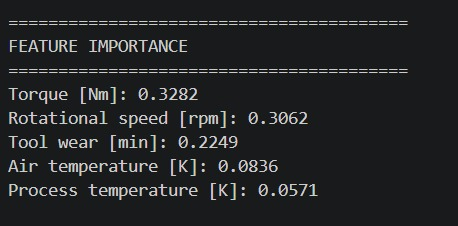 ========================================
FEATURE IMPORTANCE
========================================
Torque [Nm]: 0.3282
Rotational speed [rpm]: 0.3062
Tool wear [min]: 0.2249
Air temperature [K]: 0.0836
Process temperature [K]: 0.0571